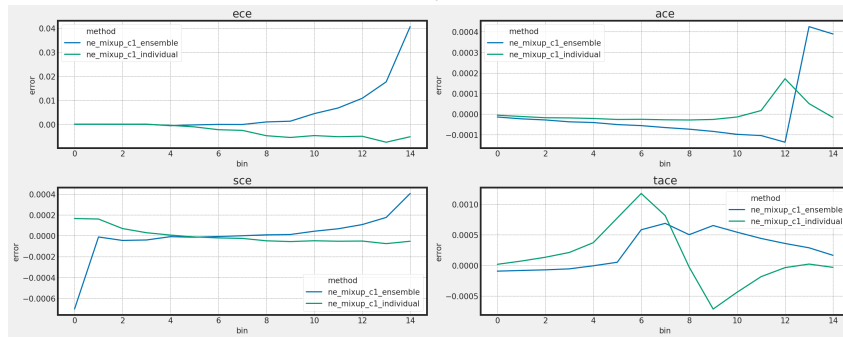 ece
error
0.04
0.03
0.02
0.01
0.00
method
ne_mixup_c1_ensemble
ne_mixup_c1_individual
0 2 4 6 8 10 12 14
bin
ace
error
0.0004
0.0003
0.0002
0.0001
0.0000
−0.0001
method
ne_mixup_c1_ensemble
ne_mixup_c1_individual
0 2 4 6 8 10 12 14
bin
sce
error
0.0004
0.0002
0.0000
−0.0002
−0.0004
−0.0006
method
ne_mixup_c1_ensemble
ne_mixup_c1_individual
0 2 4 6 8 10 12 14
bin
tace
error
0.0010
0.0005
0.0000
−0.0005
method
ne_mixup_c1_ensemble
ne_mixup_c1_individual
0 2 4 6 8 10 12 14
bin